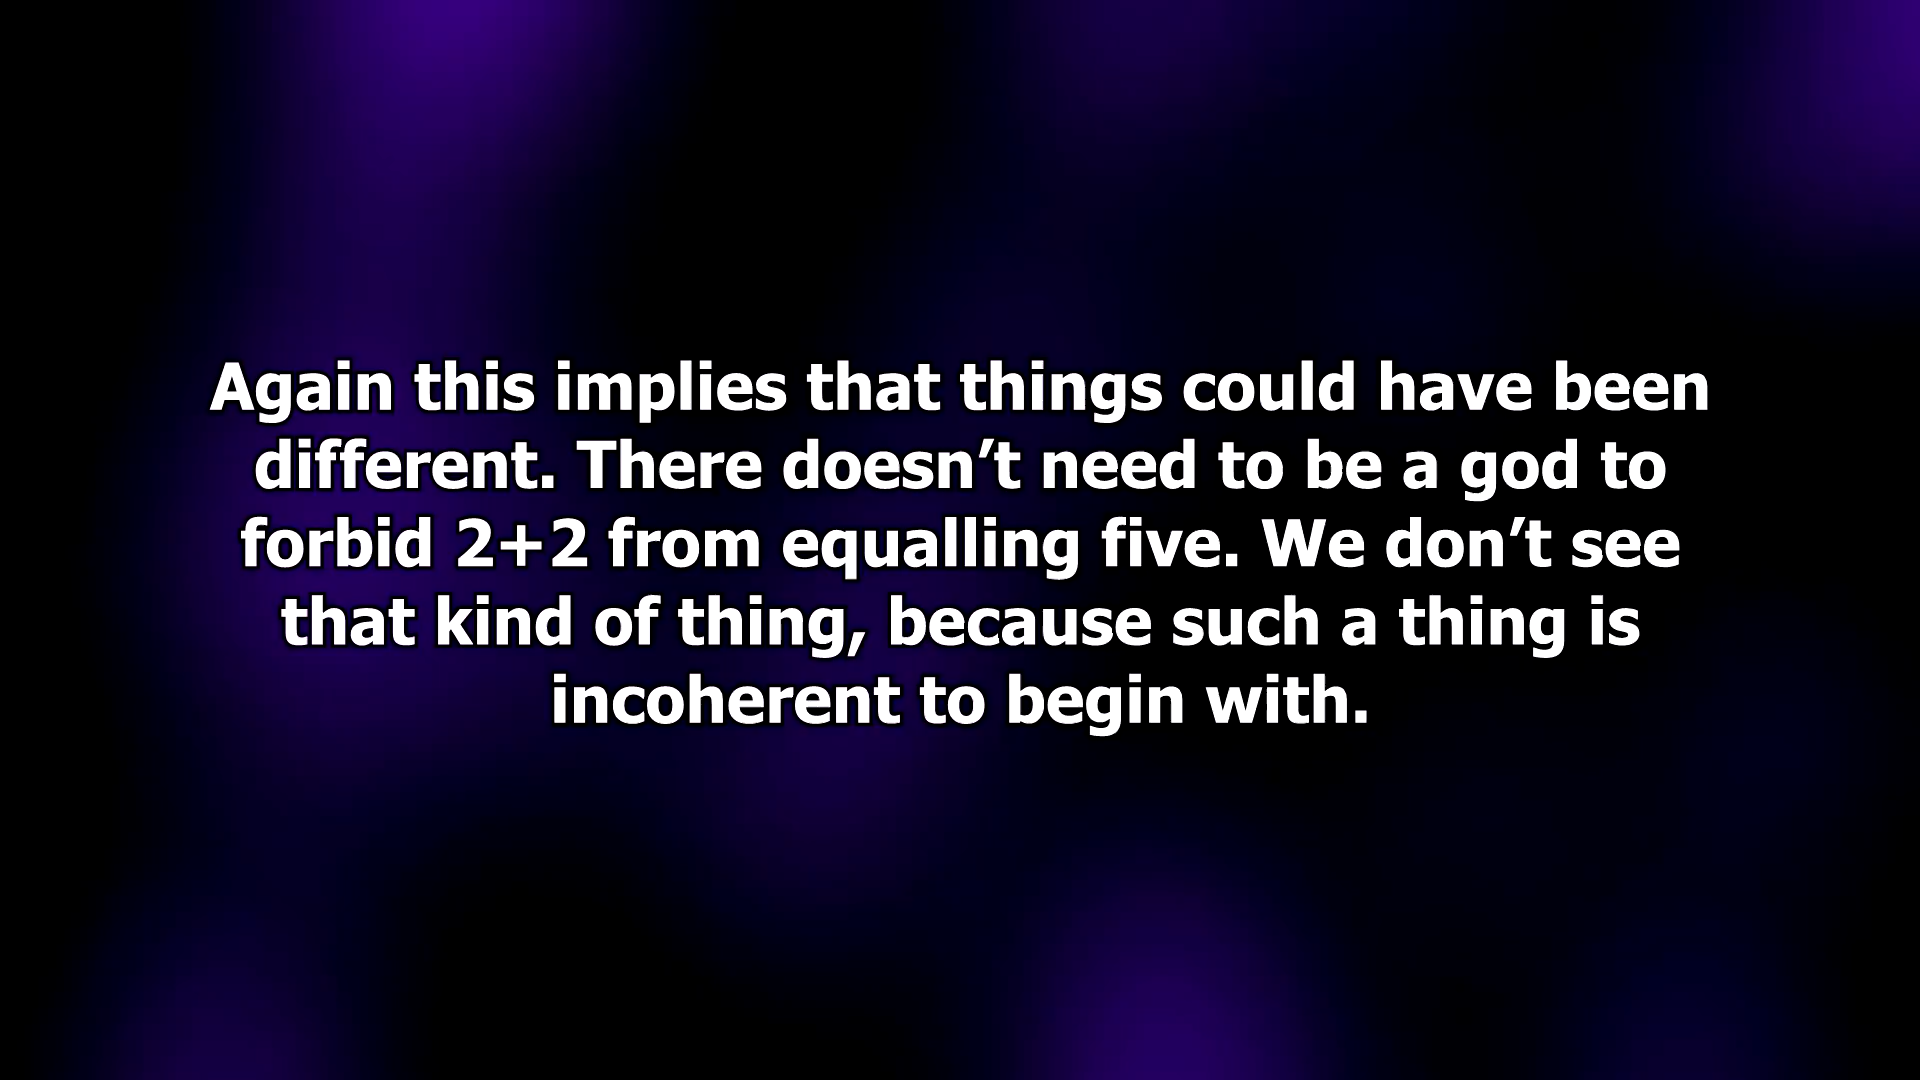 Again this implies that things could have been
different. There doesn’t need to be a god to
forbid 2+2 from equalling five. We don’t see
that kind of thing, because such a thing is
incoherent to begin with.